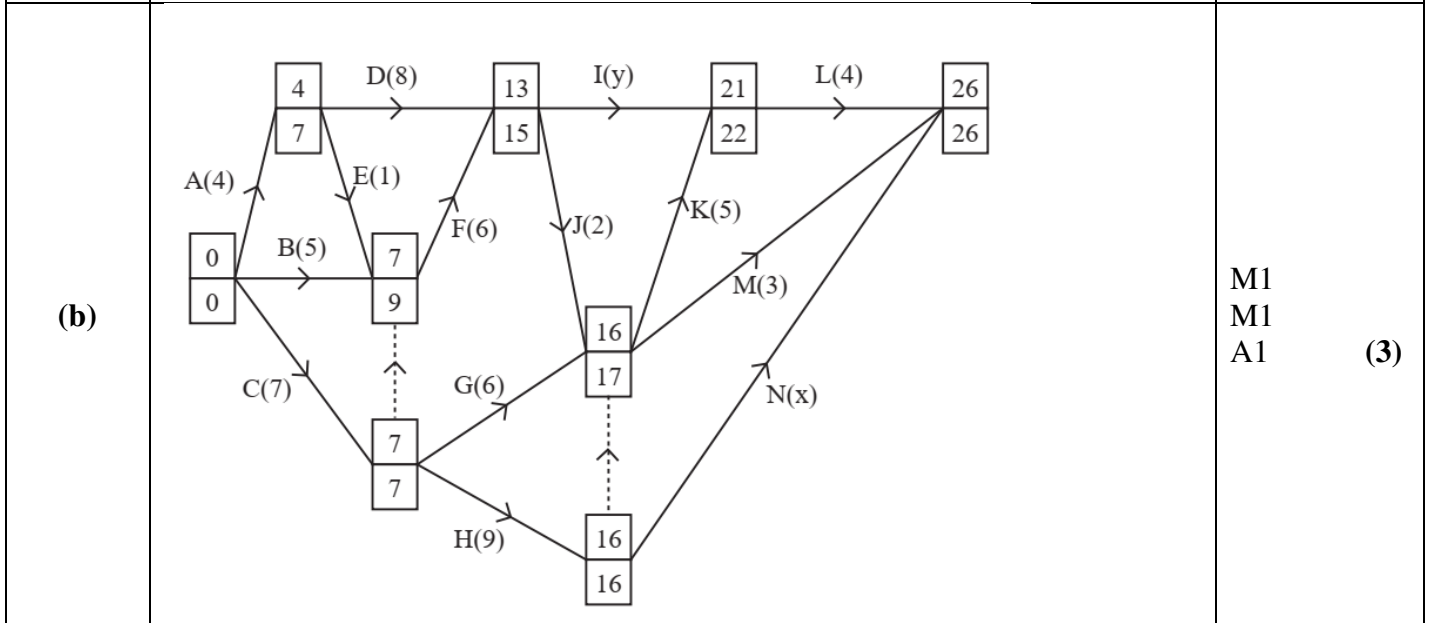 4 D(8) 13 I(y) 21 L(4) 26
7 15 22 26
A(4) E(1)
F(6) J(2) K(5)
0 B(5) 7
0 9
M(3)
(b)
M1
M1
A1 (3)
16
17
C(7) G(6) N(x)
7
7
H(9) 16
16